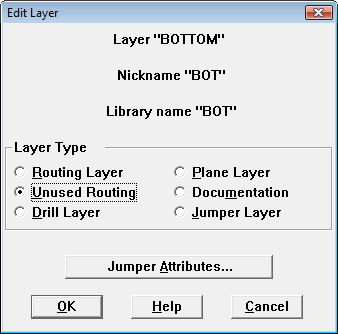 Edit Layer
Layer "BOTTOM"
Nickname "BOT"
Library name "BOT"
Layer Type
Routing Layer
Plane Layer
Unused Routing
Documentation
Drill Layer
Jumper Layer
Jumper Attributes...
OK
Help
Cancel